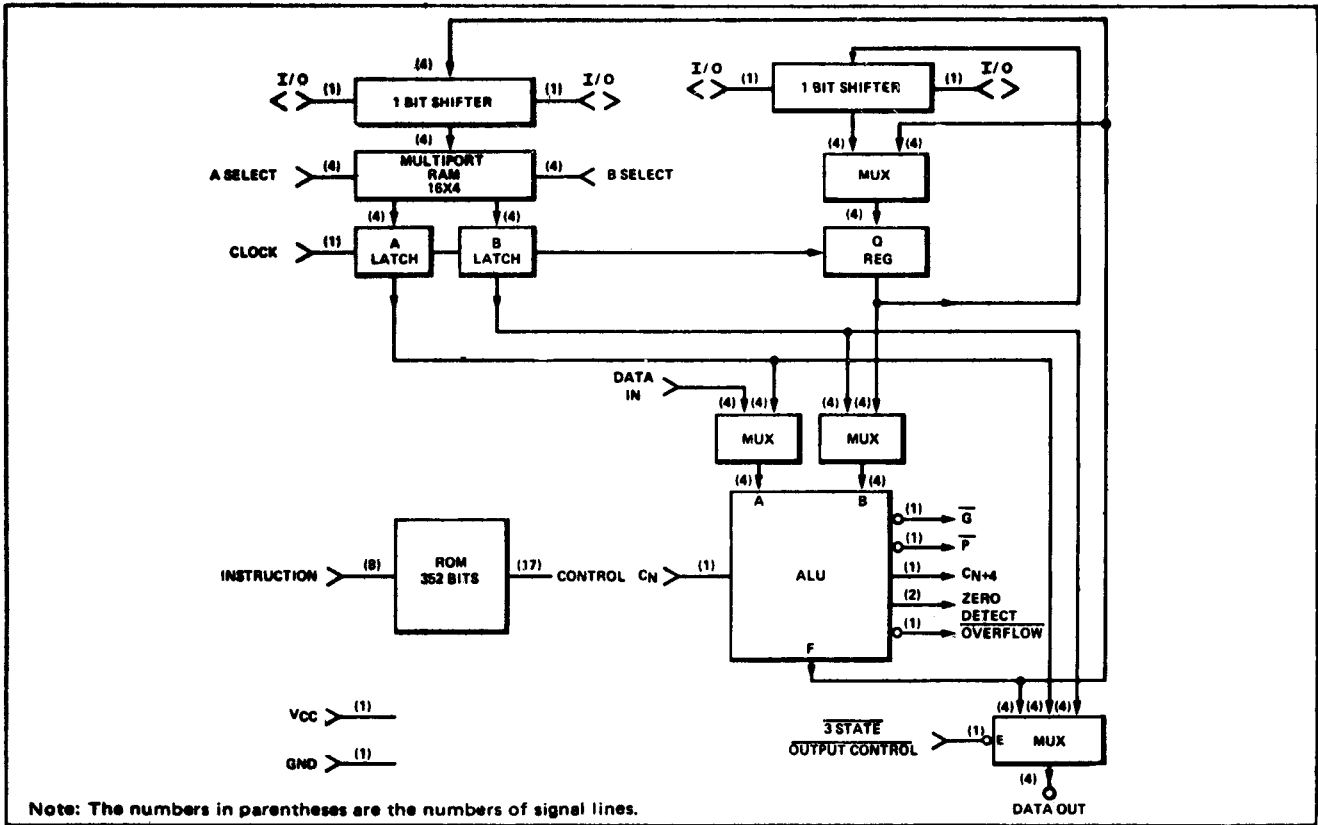 (4)
I/O
(1)
1 BIT SHIFTER
(1)
I/O
I/O
(1)
1 BIT SHIFTER
(1)
I/O
(4)
(4)
(4)
A SELECT
(4)
MULTIPORT
RAM
16X4
(4)
B SELECT
MUX
(4)
(4)
(4)
CLOCK
(1)
A
LATCH
B
LATCH
Q
REG
DATA
IN
(4)
(4)
(4)
(4)
MUX
MUX
(4)
(4)
A
B
(1)
G
(1)
P
INSTRUCTION
(8)
ROM
352 BITS
(17)
CONTROL
CN
(1)
ALU
(1)
CN+4
(2)
ZERO
DETECT
(1)
OVERFLOW
F
VCC
(1)
(4)
(4)
(4)
3 STATE
OUTPUT CONTROL
(1)
E
MUX
GND
(1)
(4)
DATA OUT
Note: The numbers in parentheses are the numbers of signal lines.